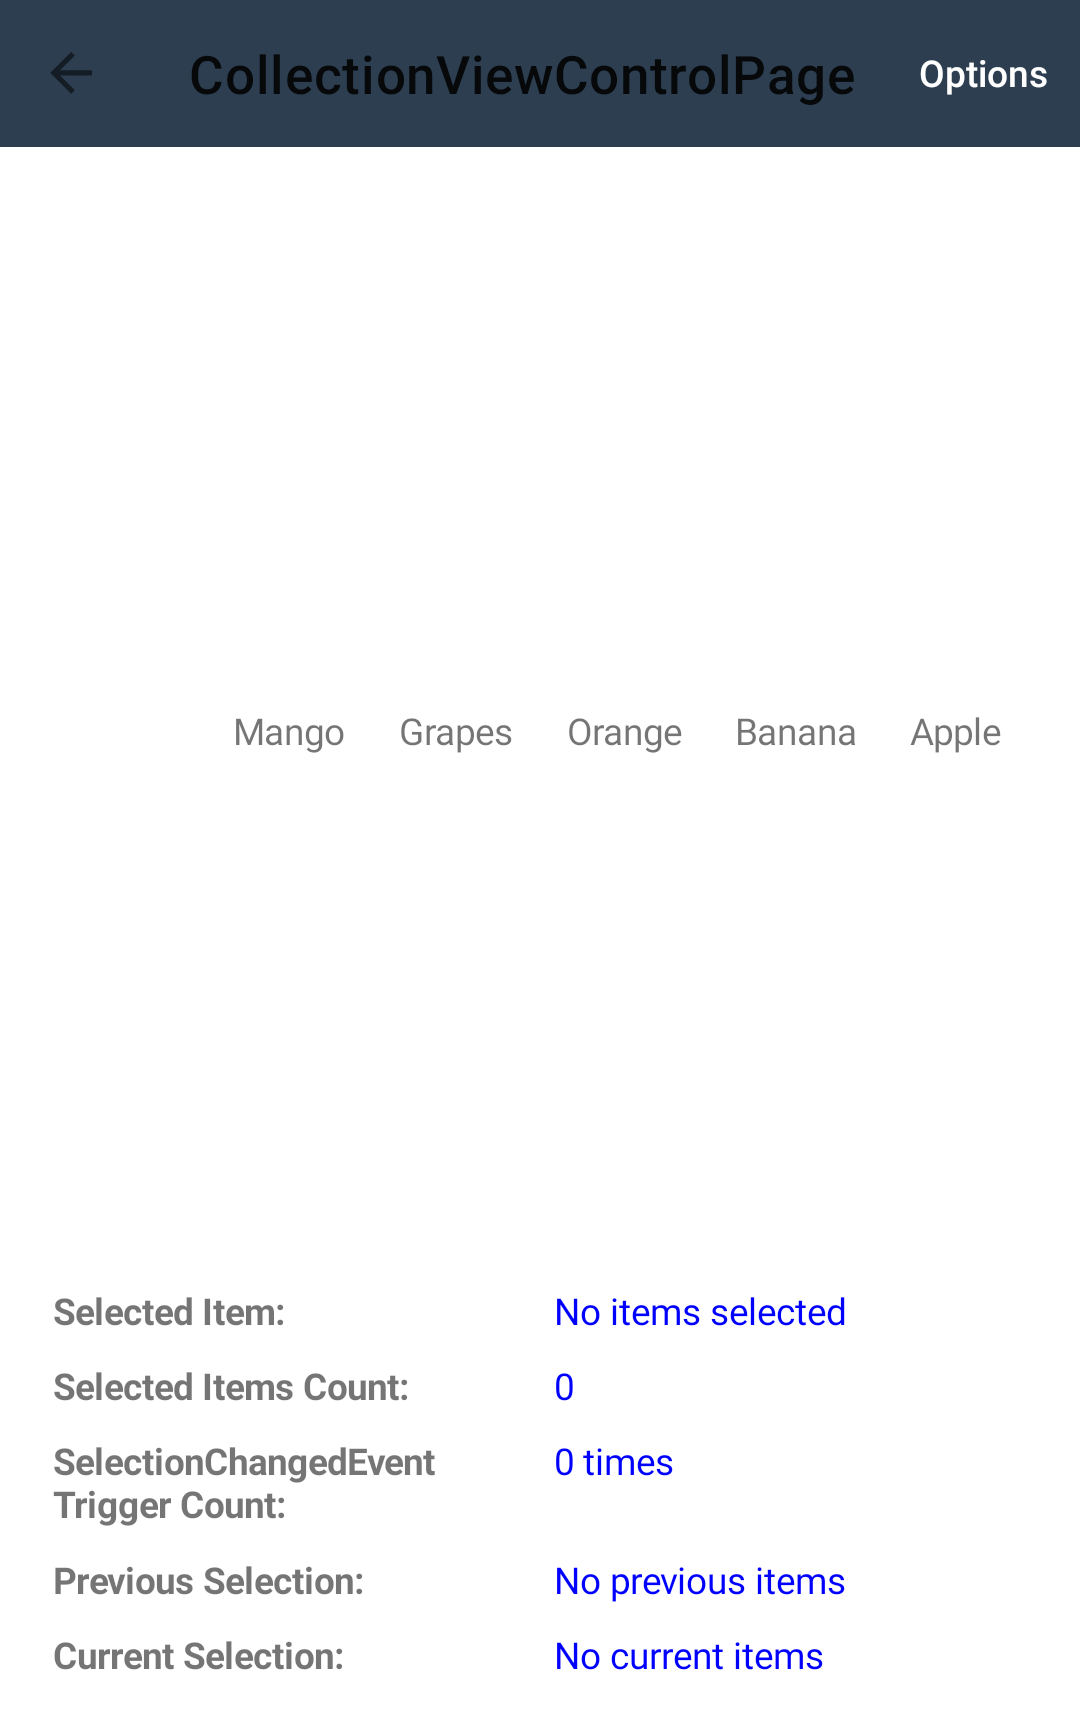 CollectionViewControlPage
Options
Mango Grapes Orange Banana Apple
Selected Item: No items selected
Selected Items Count: 0
SelectionChangedEvent 0 times
Trigger Count:
Previous Selection: No previous items
Current Selection: No current items